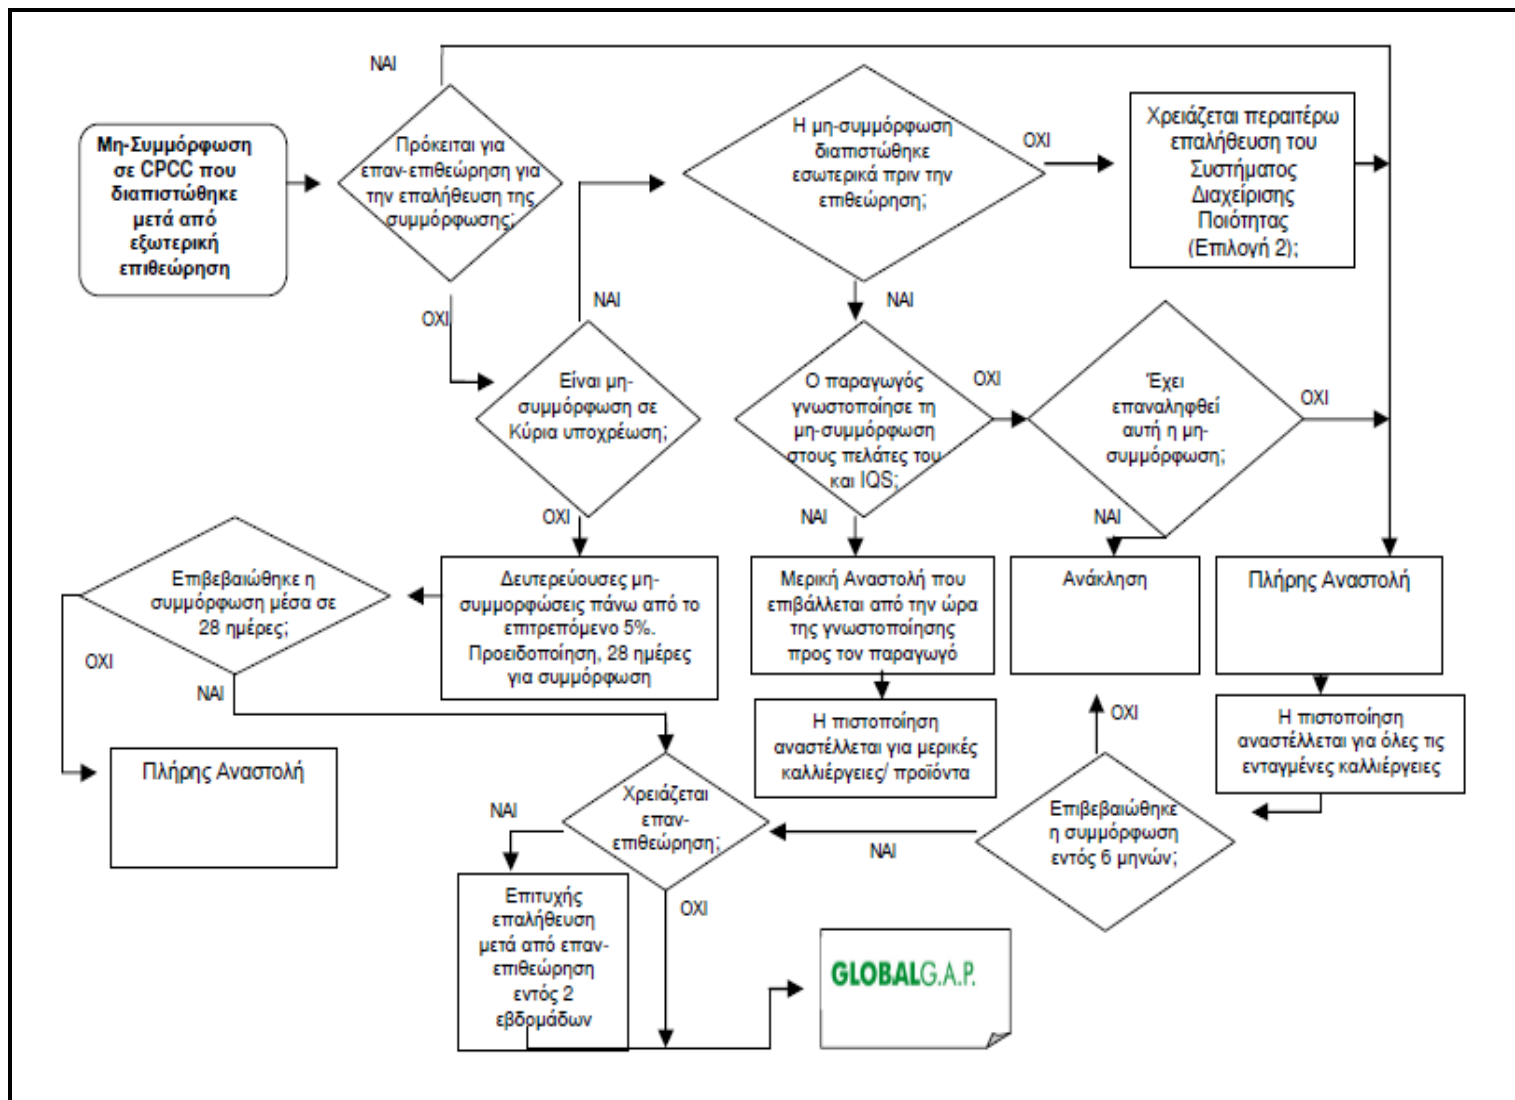 Μη-Συμμόρφωση
σε CPCC που
διαπιστώθηκε
μετά από
εξωτερική
επιθεώρηση
ΝΑΙ
Πρόκειται για
επαν-επιθεώρηση για
την επαλήθευση της
συμμόρφωσης;
ΟΧΙ
Η μη-συμμόρφωση
διαπιστώθηκε
εσωτερικά πριν την
επιθεώρηση;
ΟΧΙ
Χρειάζεται περαιτέρω
επαλήθευση του
Συστήματος
Διαχείρισης
Ποιότητας
(Επιλογή 2);
ΝΑΙ
ΝΑΙ
Είναι μη-
συμμόρφωση σε
Κύρια υποχρέωση;
ΟΧΙ
Ο παραγωγός
γνωστοποίησε τη
μη-συμμόρφωση
στους πελάτες του
και IQS;
ΟΧΙ
ΝΑΙ
Έχει
επαναληφθεί
αυτή η μη-
συμμόρφωση;
ΟΧΙ
ΝΑΙ
Επιβεβαιώθηκε η
συμμόρφωση μέσα σε
28 ημέρες;
ΟΧΙ
ΝΑΙ
Δευτερεύουσες μη-
συμμορφώσεις πάνω από το
επιτρεπόμενο 5%.
Προειδοποίηση, 28 ημέρες
για συμμόρφωση
Μερική Αναστολή που
επιβάλλεται από την ώρα
της γνωστοποίησης
προς τον παραγωγό
Ανάκληση
Πλήρης Αναστολή
Η πιστοποίηση
αναστέλλεται για μερικές
καλλιέργειες/ προϊόντα
ΟΧΙ
Η πιστοποίηση
αναστέλλεται για όλες τις
ενταγμένες καλλιέργειες
Πλήρης Αναστολή
Χρειάζεται
επαν-
επιθεώρηση;
ΝΑΙ
ΟΧΙ
Επιβεβαιώθηκε
η συμμόρφωση
εντός 6 μηνών;
ΝΑΙ
Επιτυχής
επαλήθευση
μετά από επαν-
επιθεώρηση
εντός 2
εβδομάδων
GLOBALG.A.P.